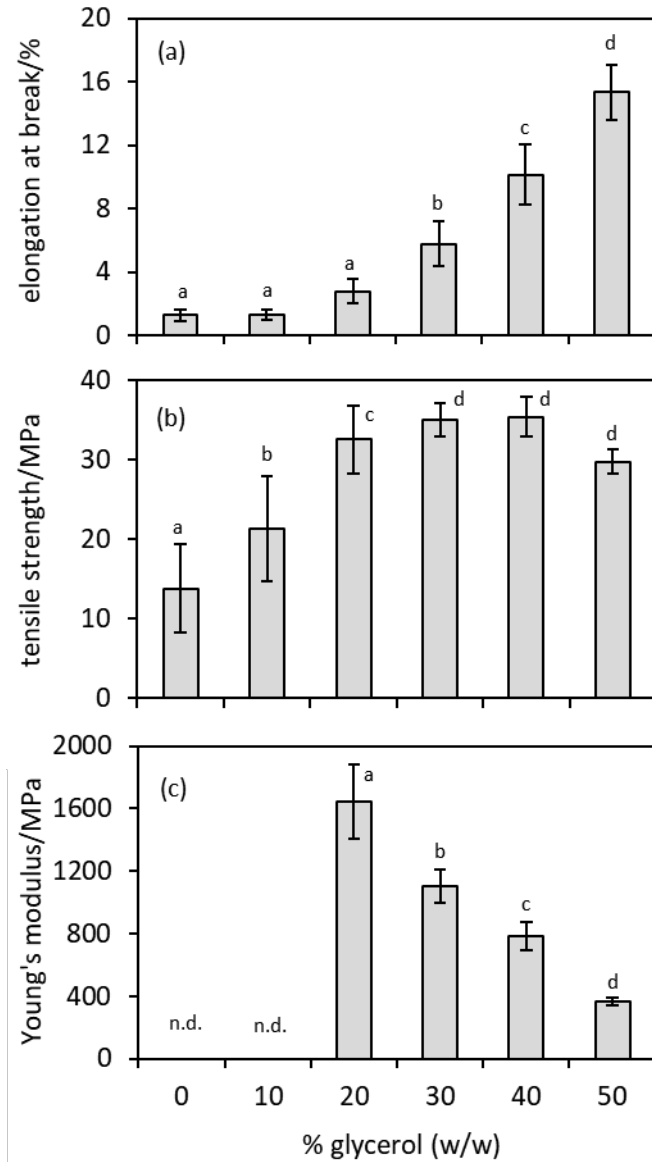 (a)
elongation at break/%
20
16
12
8
4
0
a
a
a
b
c
d
(b)
tensile strength/MPa
40
30
20
10
0
a
b
c
d
d
d
(c)
Young's modulus/MPa
2000
1600
1200
800
400
0
n.d.
n.d.
a
b
c
d
0 10 20 30 40 50
% glycerol (w/w)